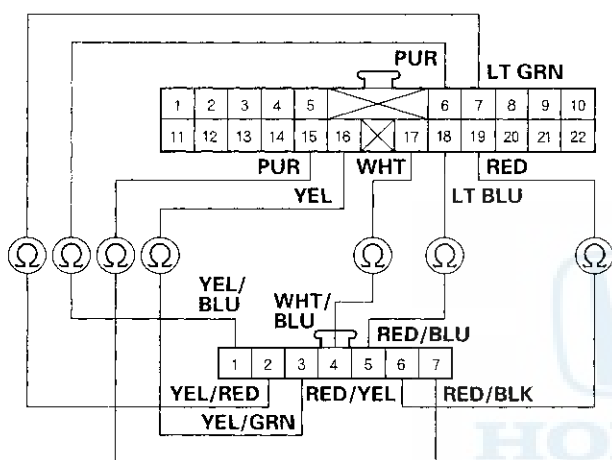 PUR
LT GRN
1 2 3 4 5 6 7 8 9 10
11 12 13 14 15 16 17 18 19 20 21 22
PUR WHT RED
YEL LT BLU
Ω Ω Ω Ω Ω Ω Ω
YEL/
BLU
WHT/
BLU
RED/BLU
1 2 3 4 5 6 7
YEL/RED RED/YEL RED/BLK
YEL/GRN
HO